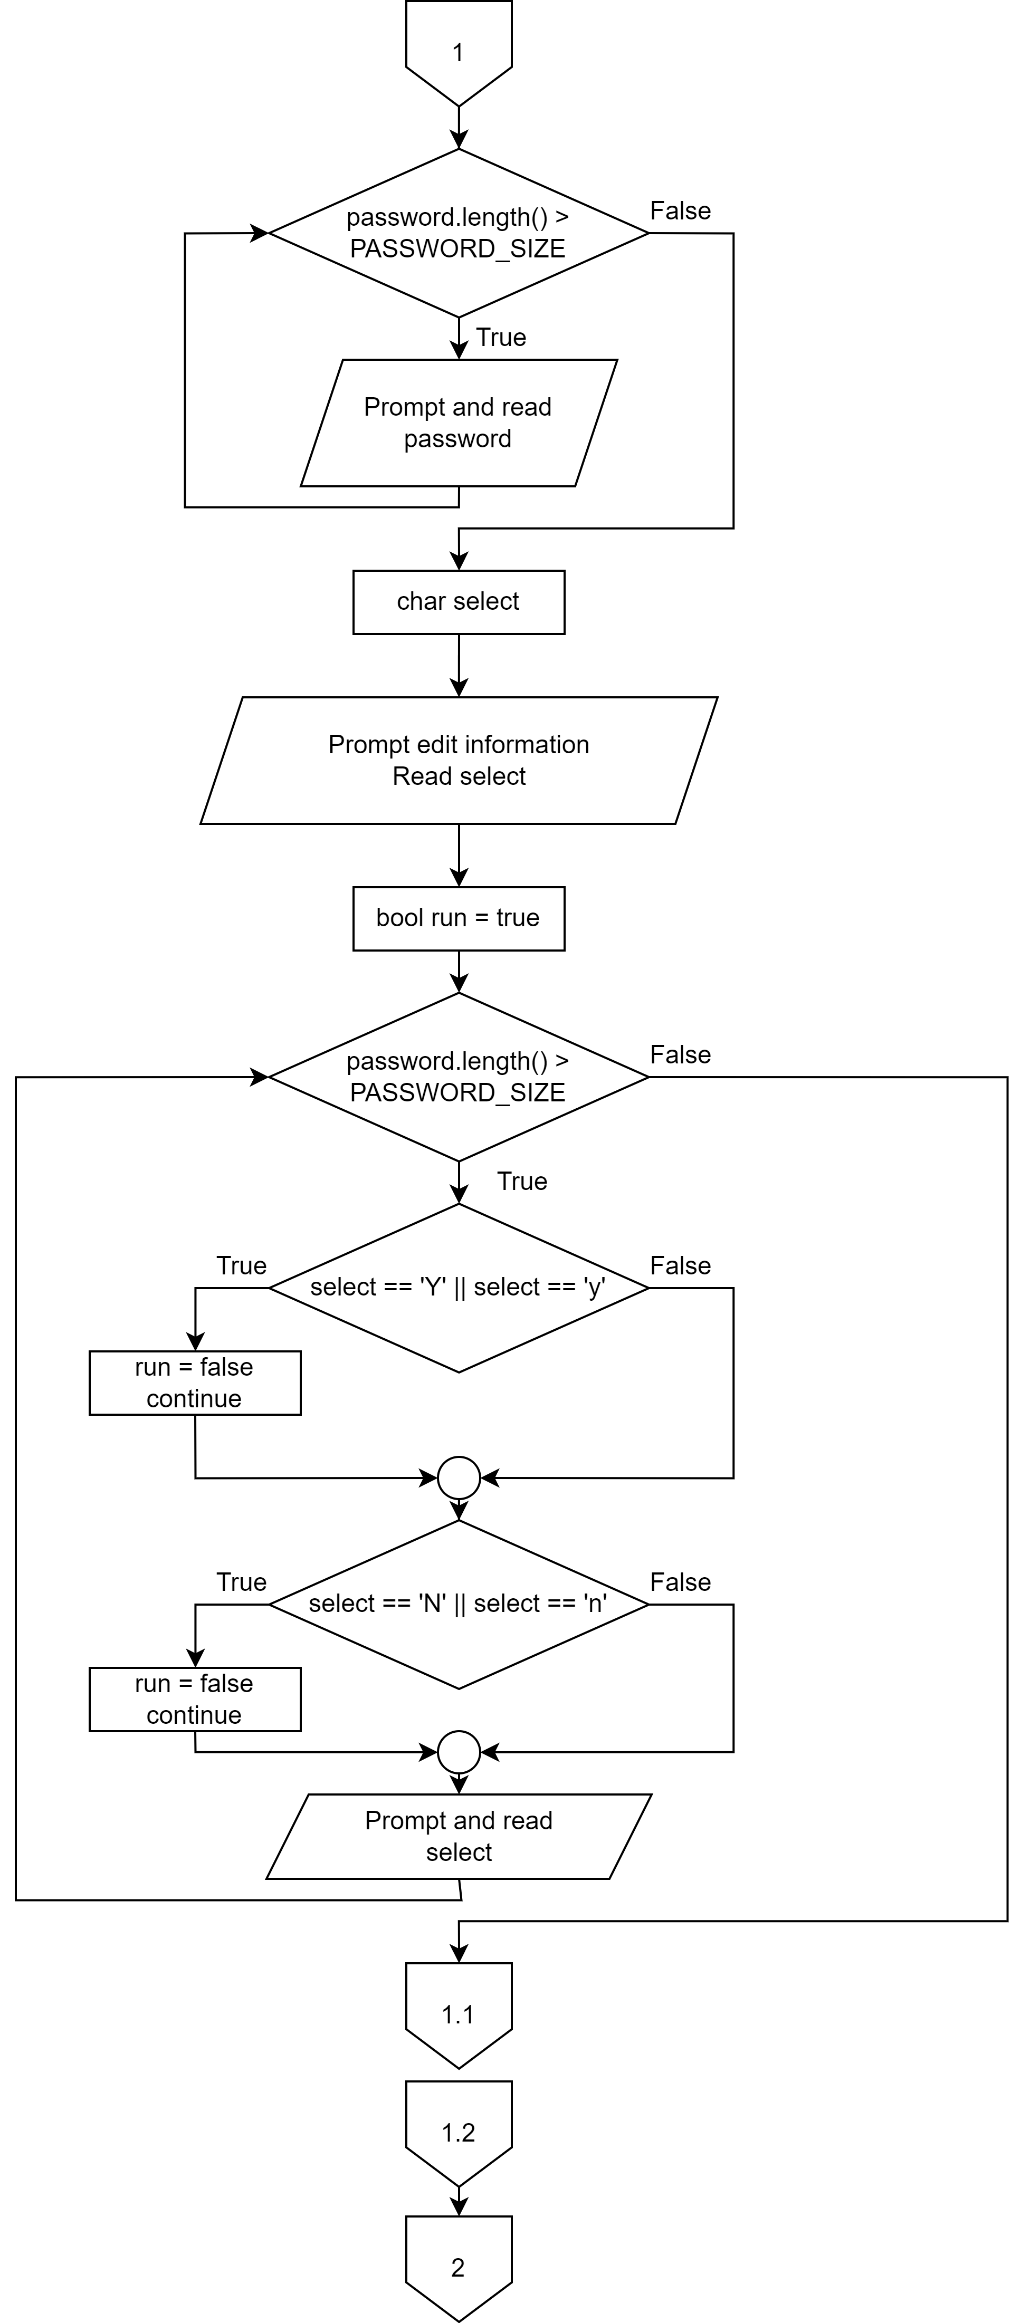 1
password.length() >
PASSWORD_SIZE
False
True
Prompt and read
password
char select
Prompt edit information
Read select
bool run = true
password.length() >
PASSWORD_SIZE
False
True
select == 'Y' || select == 'y'
True
False
run = false
continue
select == 'N' || select == 'n'
True
False
run = false
continue
Prompt and read
select
1.1
1.2
2